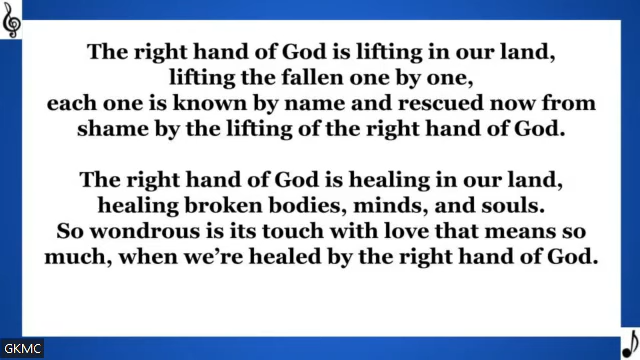 The right hand of God is lifting in our land,
lifting the fallen one by one,
each one is known by name and rescued now from
shame by the lifting of the right hand of God.
The right hand of God is healing in our land,
healing broken bodies, minds, and souls.
So wondrous is its touch with love that means so
much, when we’re healed by the right hand of God.
GKMC